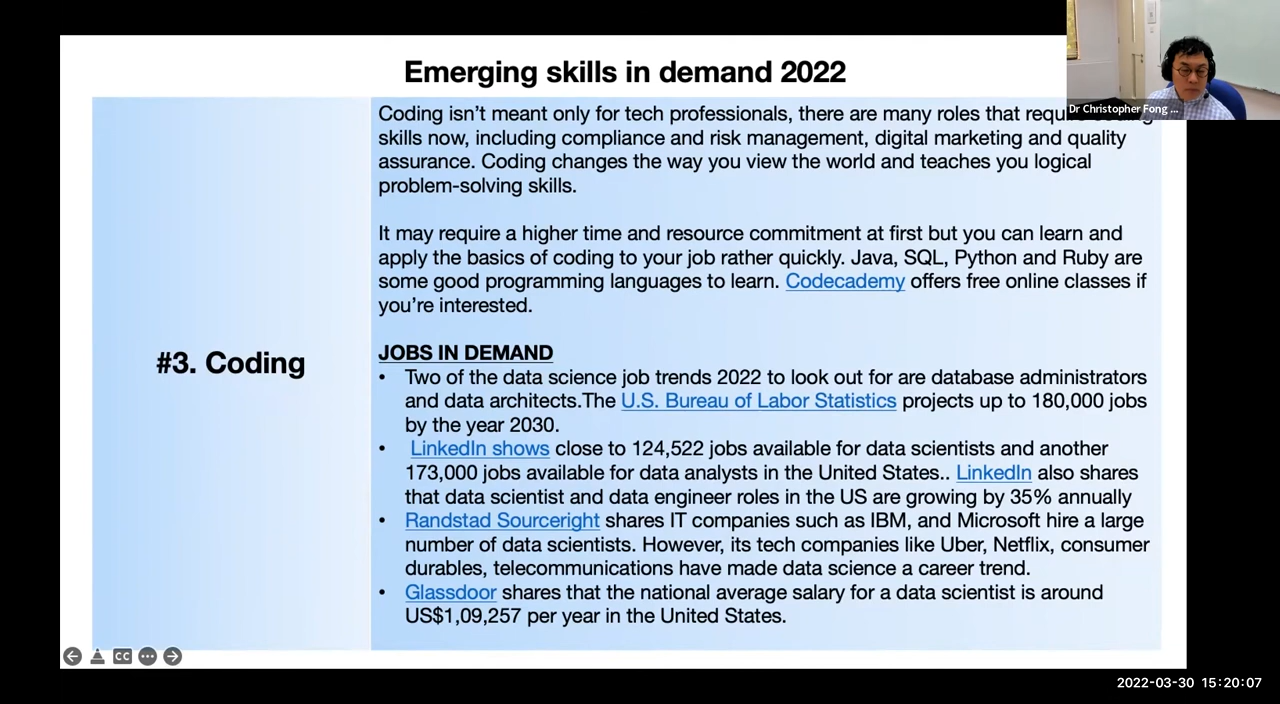 Emerging skills in demand 2022
Dr Christopher Fong ...
Coding isn't meant only for tech professionals, there are many roles that require coding
skills now, including compliance and risk management, digital marketing and quality
assurance. Coding changes the way you view the world and teaches you logical
problem-solving skills.
It may require a higher time and resource commitment at first but you can learn and
apply the basics of coding to your job rather quickly. Java, SQL, Python and Ruby are
some good programming languages to learn. Codecademy offers free online classes if
you're interested.
#3. Coding
JOBS IN DEMAND
• Two of the data science job trends 2022 to look out for are database administrators
and data architects.The U.S. Bureau of Labor Statistics projects up to 180,000 jobs
by the year 2030.
• LinkedIn shows close to 124,522 jobs available for data scientists and another
173,000 jobs available for data analysts in the United States.. LinkedIn also shares
that data scientist and data engineer roles in the US are growing by 35% annually
• Randstad Sourceright shares IT companies such as IBM, and Microsoft hire a large
number of data scientists. However, its tech companies like Uber, Netflix, consumer
durables, telecommunications have made data science a career trend.
• Glassdoor shares that the national average salary for a data scientist is around
US$1,09,257 per year in the United States.
CC
2022-03-30 15:20:07